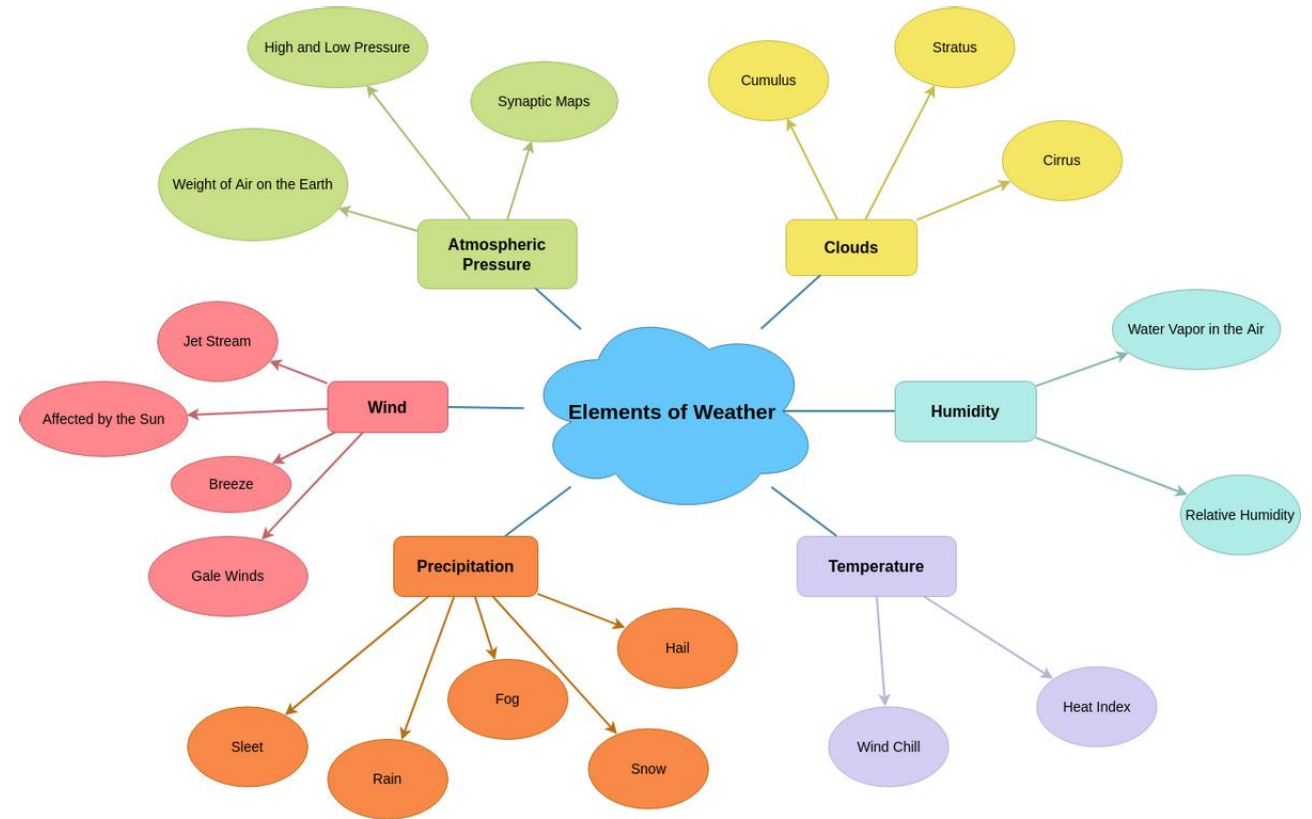 High and Low Pressure
Stratus
Cumulus
Synaptic Maps
Cirrus
Weight of Air on the Earth
Atmospheric
Pressure
Clouds
Water Vapor in the Air
Jet Stream
Wind
Elements of Weather
Humidity
Affected by the Sun
Breeze
Relative Humidity
Gale Winds
Precipitation
Temperature
Hail
Fog
Heat Index
Sleet
Wind Chill
Rain
Snow